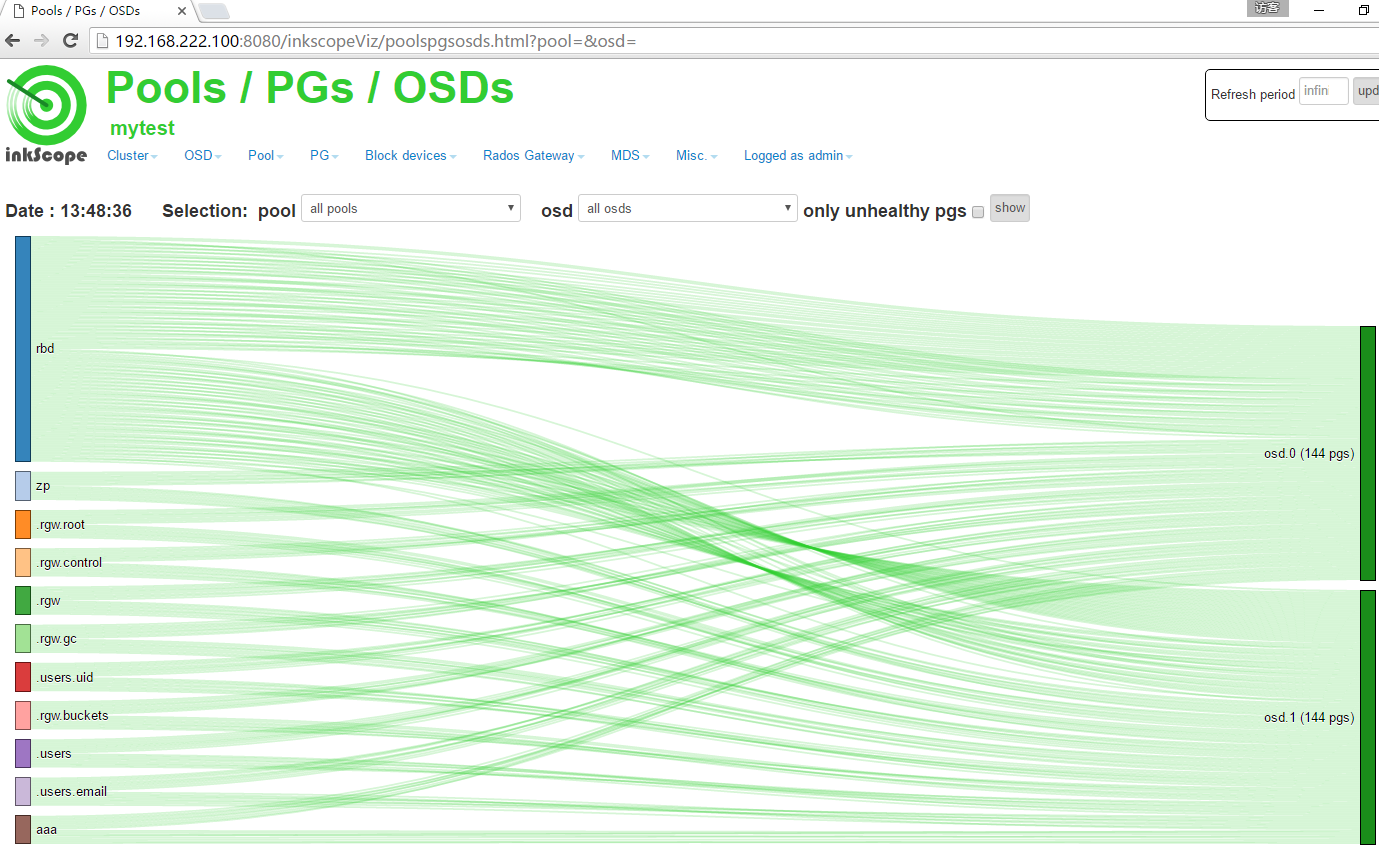 Pools / PGs / OSDs
访客
192.168.222.100:8080/inkscopeViz/poolspgsosds.html?pool=&osd=
inkScope
Pools / PGs / OSDs
mytest
Refresh period infin upd
Cluster OSD Pool PG Block devices Rados Gateway MDS Misc. Logged as admin
Date : 13:48:36 Selection: pool all pools osd all osds only unhealthy pgs show
rbd
osd.0 (144 pgs)
zp
.rgw.root
.rgw.control
.rgw
.rgw.gc
.users.uid
.rgw.buckets
osd.1 (144 pgs)
.users
.users.email
aaa